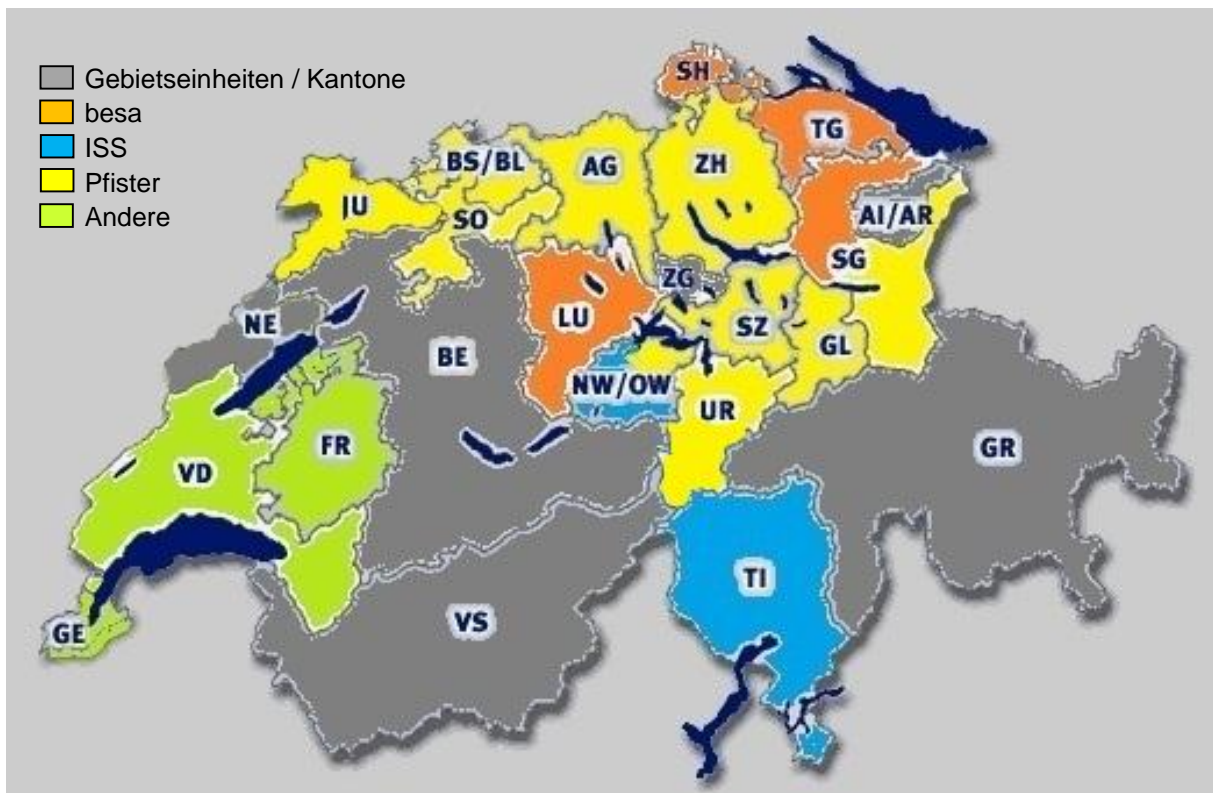 Gebietseinheiten / Kantone
besa
ISS
Pfister
Andere
SH
TG
BS/BL
AG
ZH
JU
SO
AI/AR
SG
ZG
LU
SZ
NE
BE
GL
NW/OW
UR
FR
GR
VD
TI
VS
GE